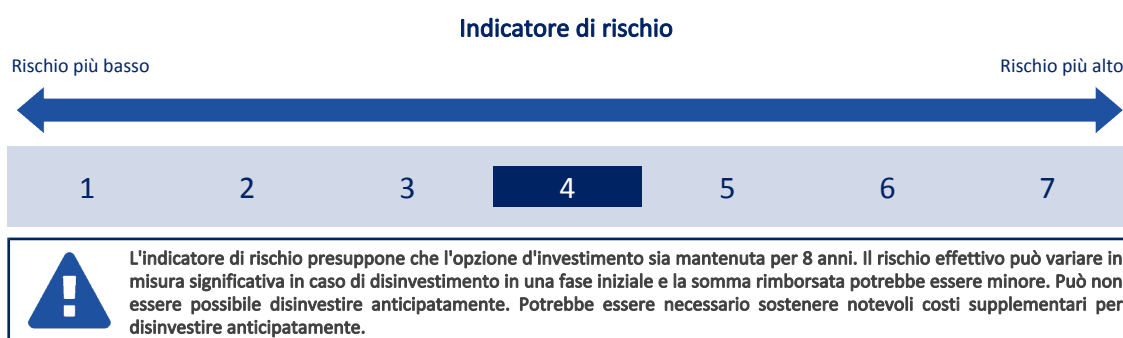 Indicatore di rischio
Rischio più basso
Rischio più alto
1 2 3 4 5 6 7
L'indicatore di rischio presuppone che l'opzione d'investimento sia mantenuta per 8 anni. Il rischio effettivo può variare in
misura significativa in caso di disinvestimento in una fase iniziale e la somma rimborsata potrebbe essere minore. Può non
essere possibile disinvestire anticipatamente. Potrebbe essere necessario sostenere notevoli costi supplementari per
disinvestire anticipatamente.